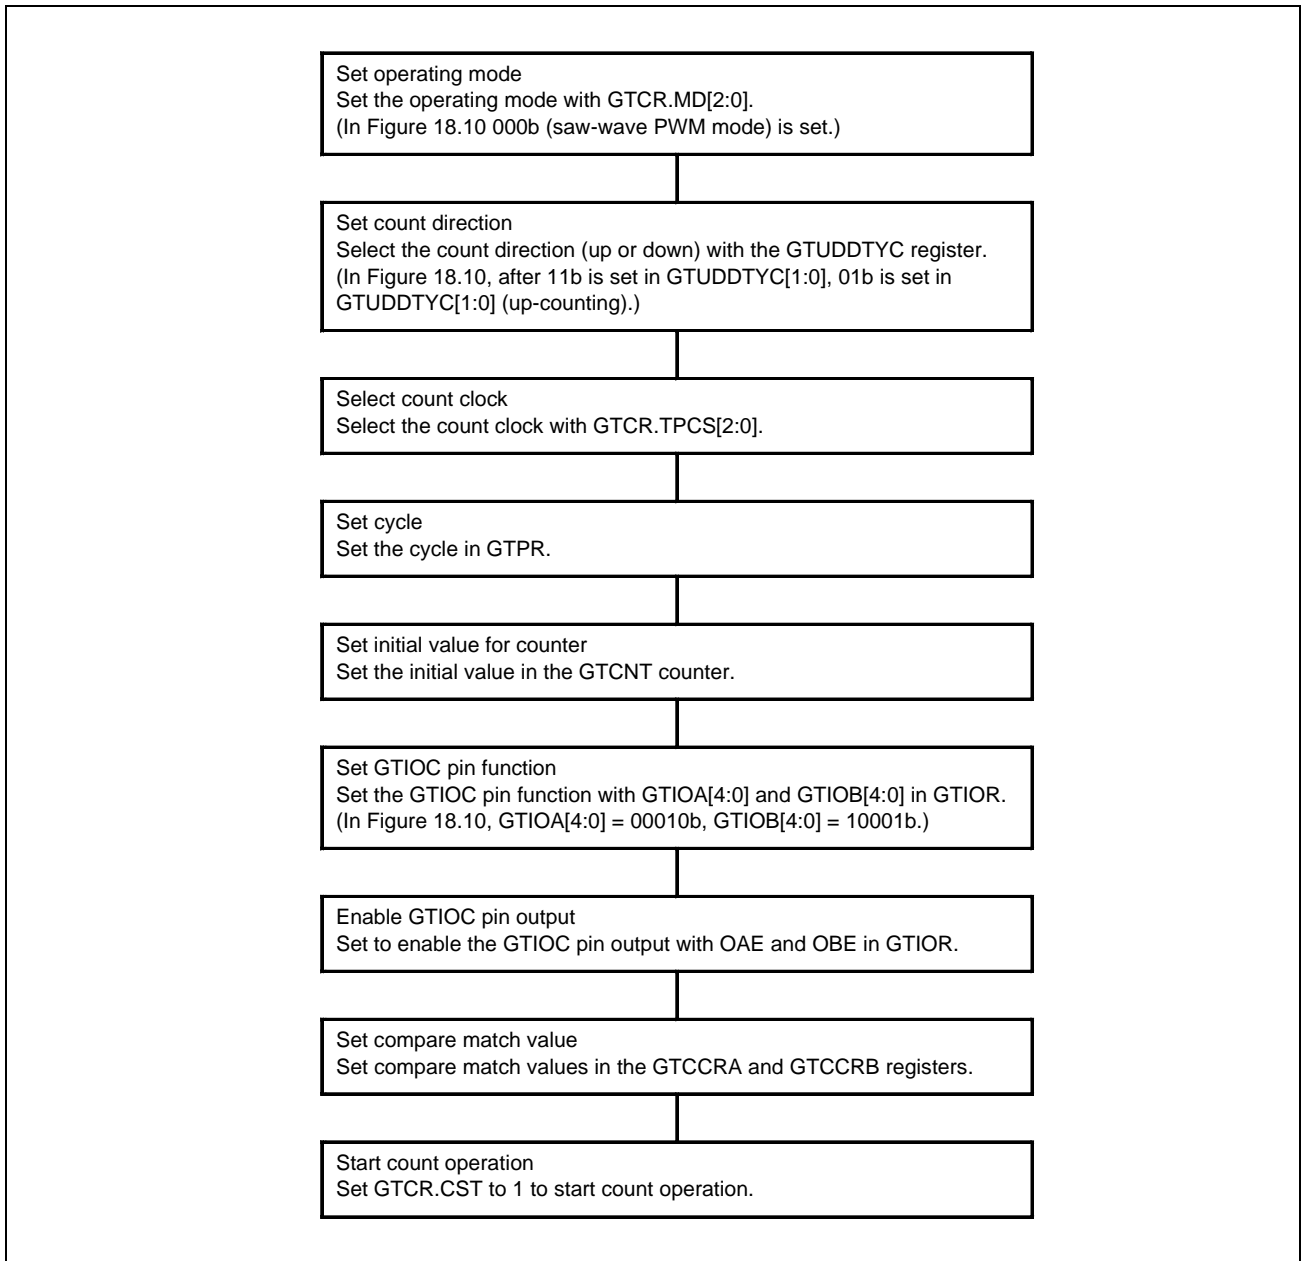 Set operating mode
Set the operating mode with GTCR.MD[2:0].
(In Figure 18.10 000b (saw-wave PWM mode) is set.)
Set count direction
Select the count direction (up or down) with the GTUDDTYC register.
(In Figure 18.10, after 11b is set in GTUDDTYC[1:0], 01b is set in
GTUDDTYC[1:0] (up-counting).)
Select count clock
Select the count clock with GTCR.TPCS[2:0].
Set cycle
Set the cycle in GTPR.
Set initial value for counter
Set the initial value in the GTCNT counter.
Set GTIOC pin function
Set the GTIOC pin function with GTIOA[4:0] and GTIOB[4:0] in GTIOR.
(In Figure 18.10, GTIOA[4:0] = 00010b, GTIOB[4:0] = 10001b.)
Enable GTIOC pin output
Set to enable the GTIOC pin output with OAE and OBE in GTIOR.
Set compare match value
Set compare match values in the GTCCRA and GTCCRB registers.
Start count operation
Set GTCR.CST to 1 to start count operation.